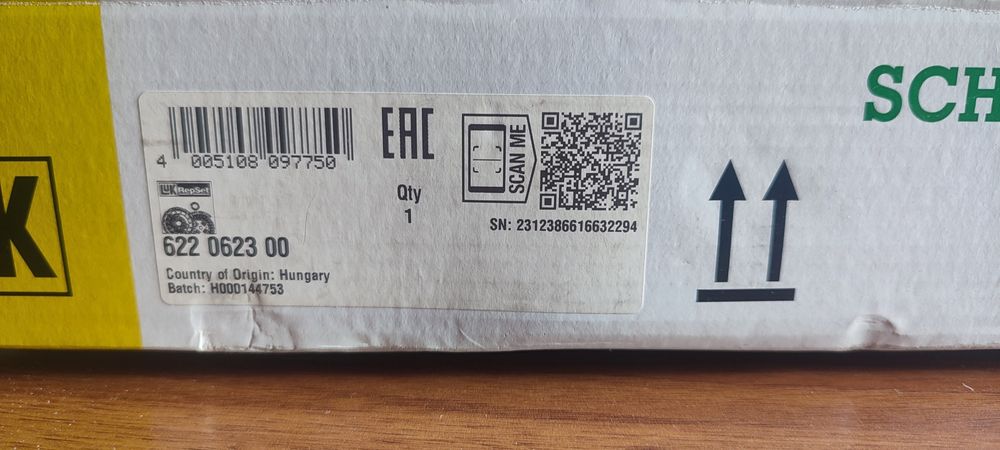 K
4 005108 097750
EAC
SCAN ME
SCH
LUK RepSet
Qty
1
SN: 2312386616632294
622 0623 00
Country of Origin: Hungary
Batch: H000144753